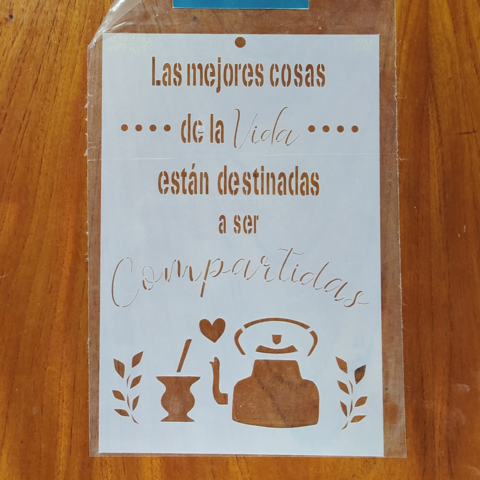 Las mejores cosas
de la Vida
están destinadas
a ser
Compartidas